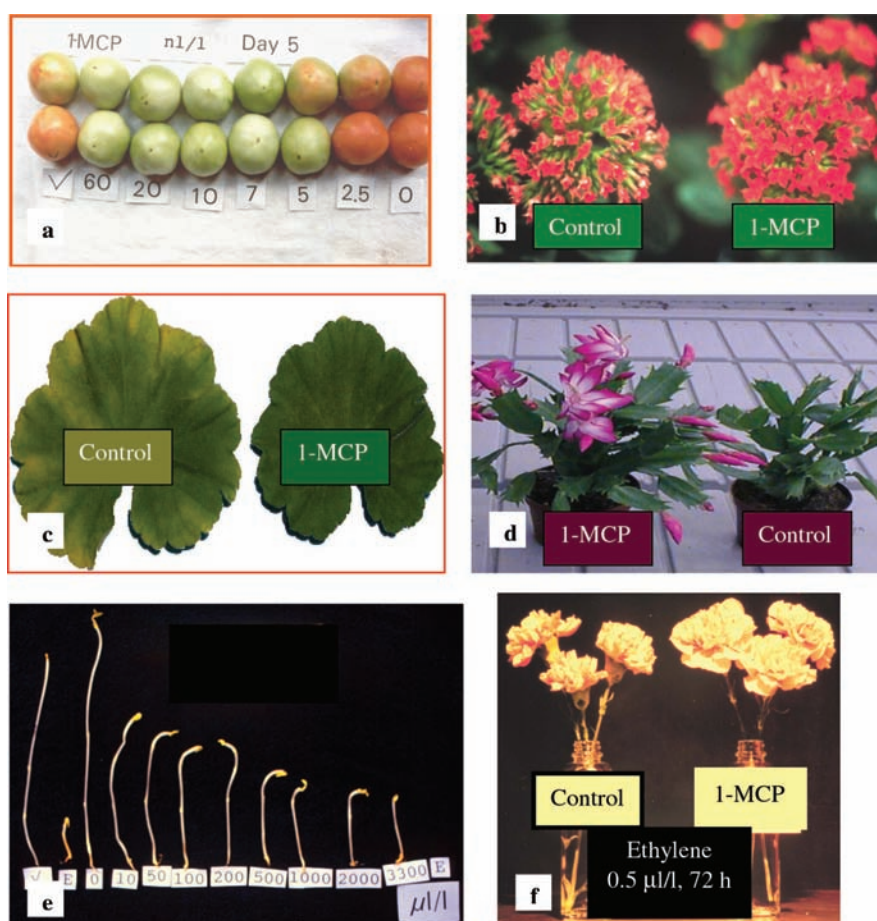 1-MCP nl/l Day 5
√ 60 20 10 7 5 2.5 0
a
Control 1-MCP
b
Control 1-MCP
c
1-MCP Control
d
√ E 0 10 50 100 200 500 1000 2000 3300 E
µl/l
e
Control 1-MCP
Ethylene
0.5 µl/l, 72 h
f